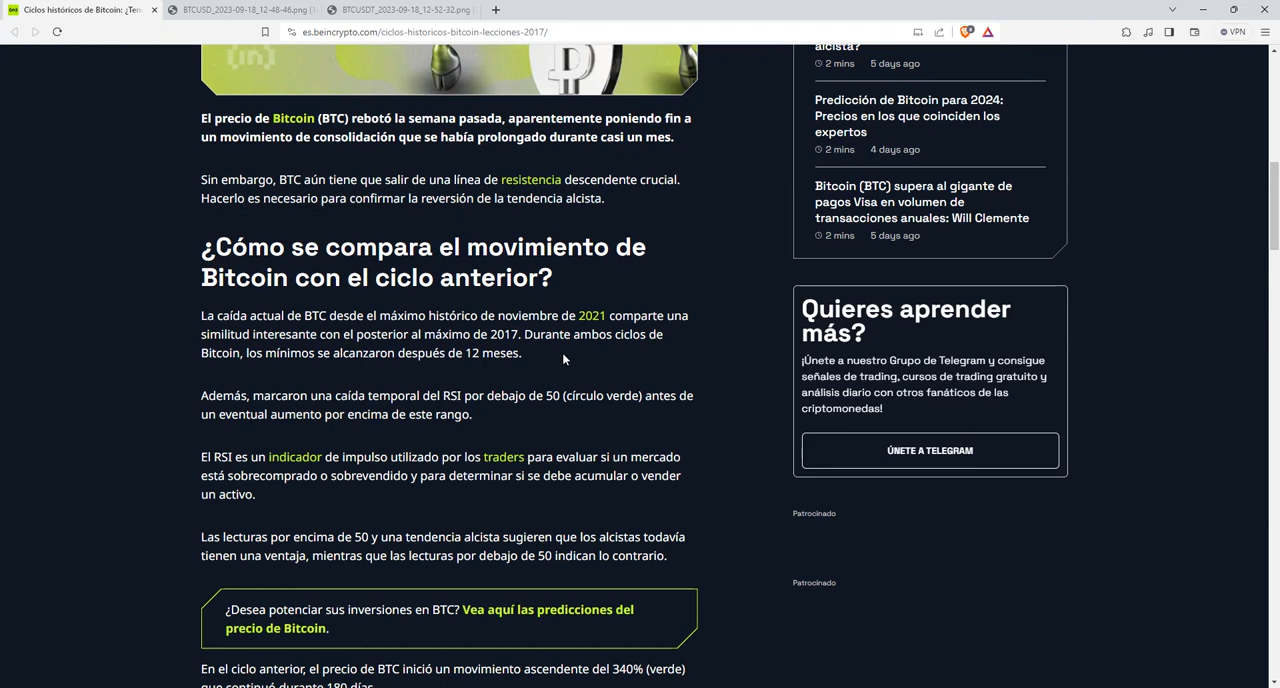 Ciclos históricos de Bitcoin: ¿Ten
BTCUSD_2023-09-18_12-48-46.png (1
BTCUSDT_2023-09-18_12-52-32.png (
es.beincrypto.com/ciclos-historicos-bitcoin-lecciones-2017/
VPN
El precio de Bitcoin (BTC) rebotó la semana pasada, aparentemente poniendo fin a
un movimiento de consolidación que se había prolongado durante casi un mes.
Sin embargo, BTC aún tiene que salir de una línea de resistencia descendente crucial.
Hacerlo es necesario para confirmar la reversión de la tendencia alcista.
¿Cómo se compara el movimiento de
Bitcoin con el ciclo anterior?
La caída actual de BTC desde el máximo histórico de noviembre de 2021 comparte una
similitud interesante con el posterior al máximo de 2017. Durante ambos ciclos de
Bitcoin, los mínimos se alcanzaron después de 12 meses.
Además, marcaron una caída temporal del RSI por debajo de 50 (círculo verde) antes de
un eventual aumento por encima de este rango.
El RSI es un indicador de impulso utilizado por los traders para evaluar si un mercado
está sobrecomprado o sobrevendido y para determinar si se debe acumular o vender
un activo.
Las lecturas por encima de 50 y una tendencia alcista sugieren que los alcistas todavía
tienen una ventaja, mientras que las lecturas por debajo de 50 indican lo contrario.
¿Desea potenciar sus inversiones en BTC? Vea aquí las predicciones del
precio de Bitcoin.
En el ciclo anterior, el precio de BTC inició un movimiento ascendente del 340% (verde)
que continuó durante 180 días.
alcista?
2 mins 5 days ago
Predicción de Bitcoin para 2024:
Precios en los que coinciden los
expertos
2 mins 4 days ago
Bitcoin (BTC) supera al gigante de
pagos Visa en volumen de
transacciones anuales: Will Clemente
2 mins 5 days ago
Quieres aprender
más?
¡Únete a nuestro Grupo de Telegram y consigue
señales de trading, cursos de trading gratuito y
análisis diario con otros fanáticos de las
criptomonedas!
ÚNETE A TELEGRAM
Patrocinado
Patrocinado